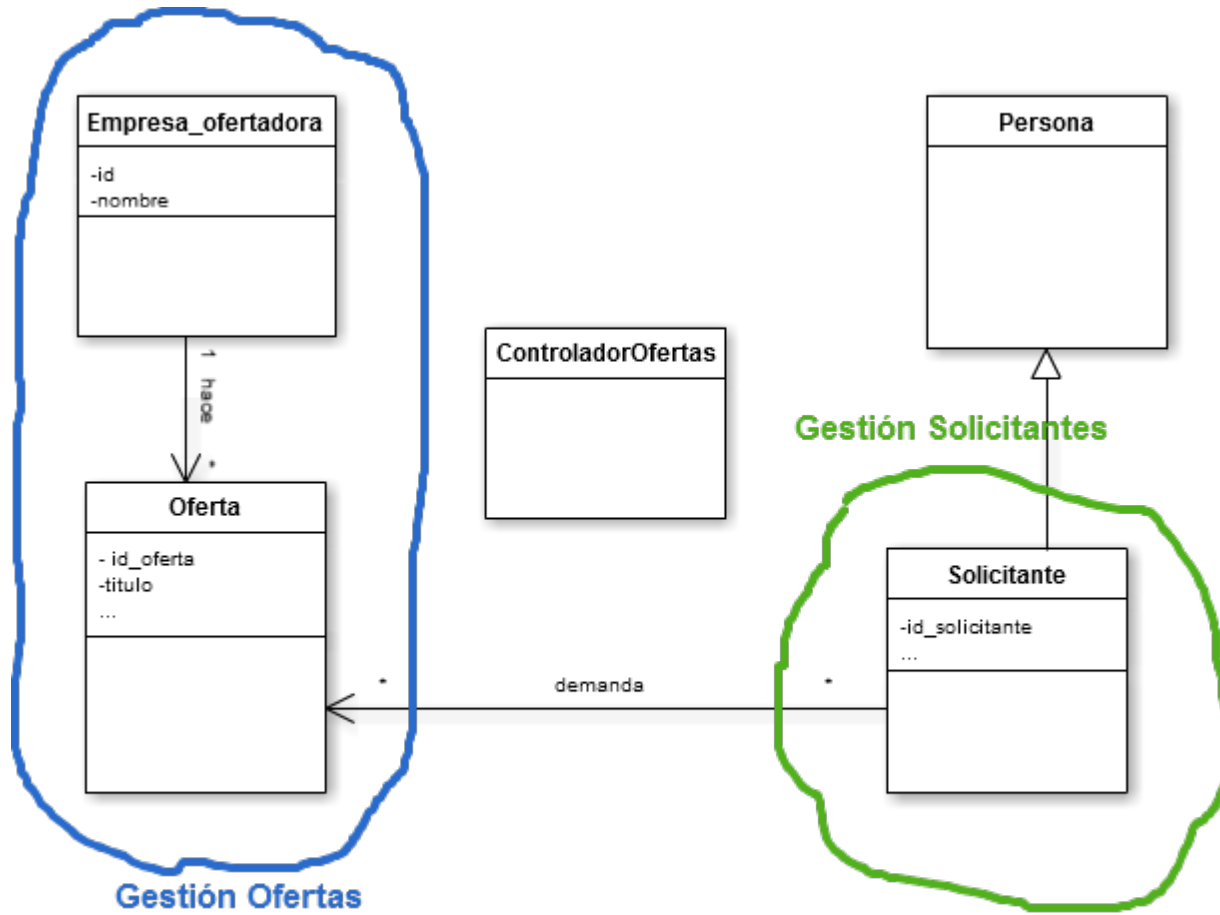 Empresa_ofertadora
-id
-nombre
1 hace *
Oferta
- id_oferta
-titulo
...
Gestión Ofertas
ControladorOfertas
* demanda *
Persona
Gestión Solicitantes
Solicitante
-id_solicitante
...